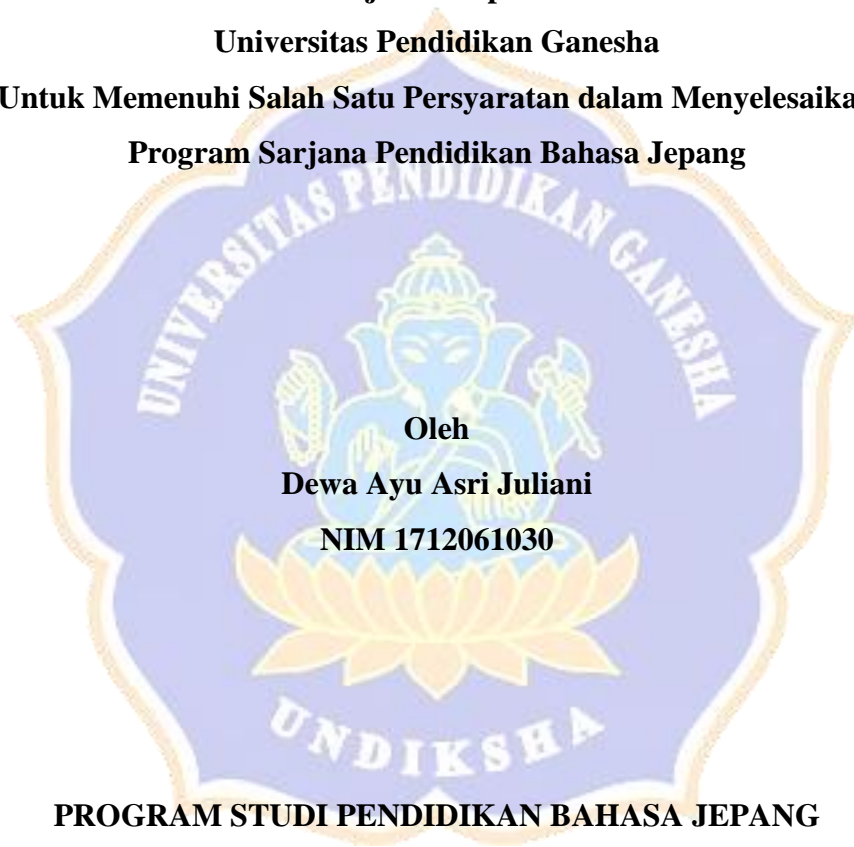 Universitas Pendidikan Ganesha
Untuk Memenuhi Salah Satu Persyaratan dalam
Program Sarjana Pendidikan Bahasa Jepang
UNIVERSITAS PENDIDIKAN GANESHA
Oleh
Dewa Ayu Asri Juliani
NIM 1712061030
UNDIKSHA
PROGRAM STUDI PENDIDIKAN BAHASA JEPANG